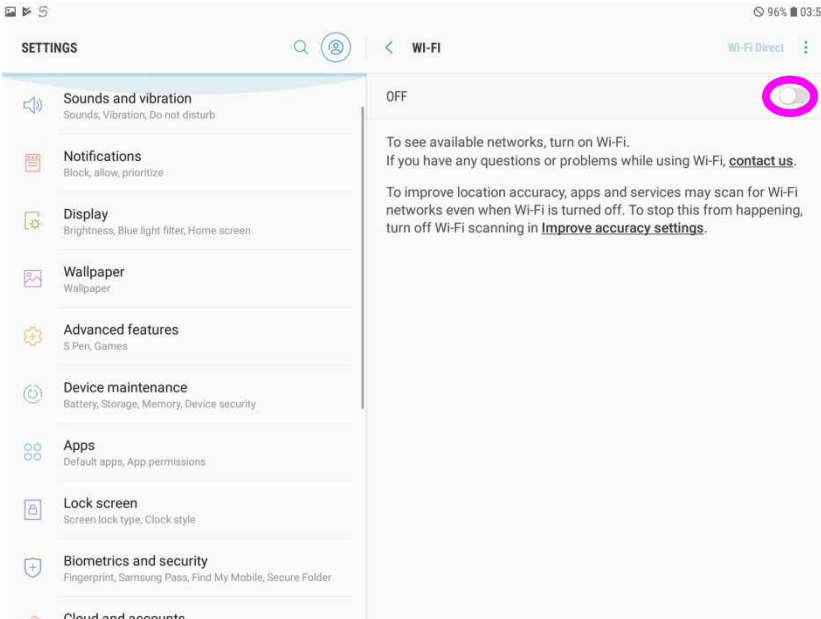 96% 03:5
SETTINGS
Sounds and vibration
Sounds, Vibration, Do not disturb
Notifications
Block, allow, prioritize
Display
Brightness, Blue light filter, Home screen
Wallpaper
Wallpaper
Advanced features
S Pen, Games
Device maintenance
Battery, Storage, Memory, Device security
Apps
Default apps, App permissions
Lock screen
Screen lock type, Clock style
Biometrics and security
Fingerprint, Samsung Pass, Find My Mobile, Secure Folder
Cloud and accounts
WI-FI
Wi-Fi Direct
OFF
To see available networks, turn on Wi-Fi.
If you have any questions or problems while using Wi-Fi, contact us.
To improve location accuracy, apps and services may scan for Wi-Fi
networks even when Wi-Fi is turned off. To stop this from happening,
turn off Wi-Fi scanning in Improve accuracy settings.